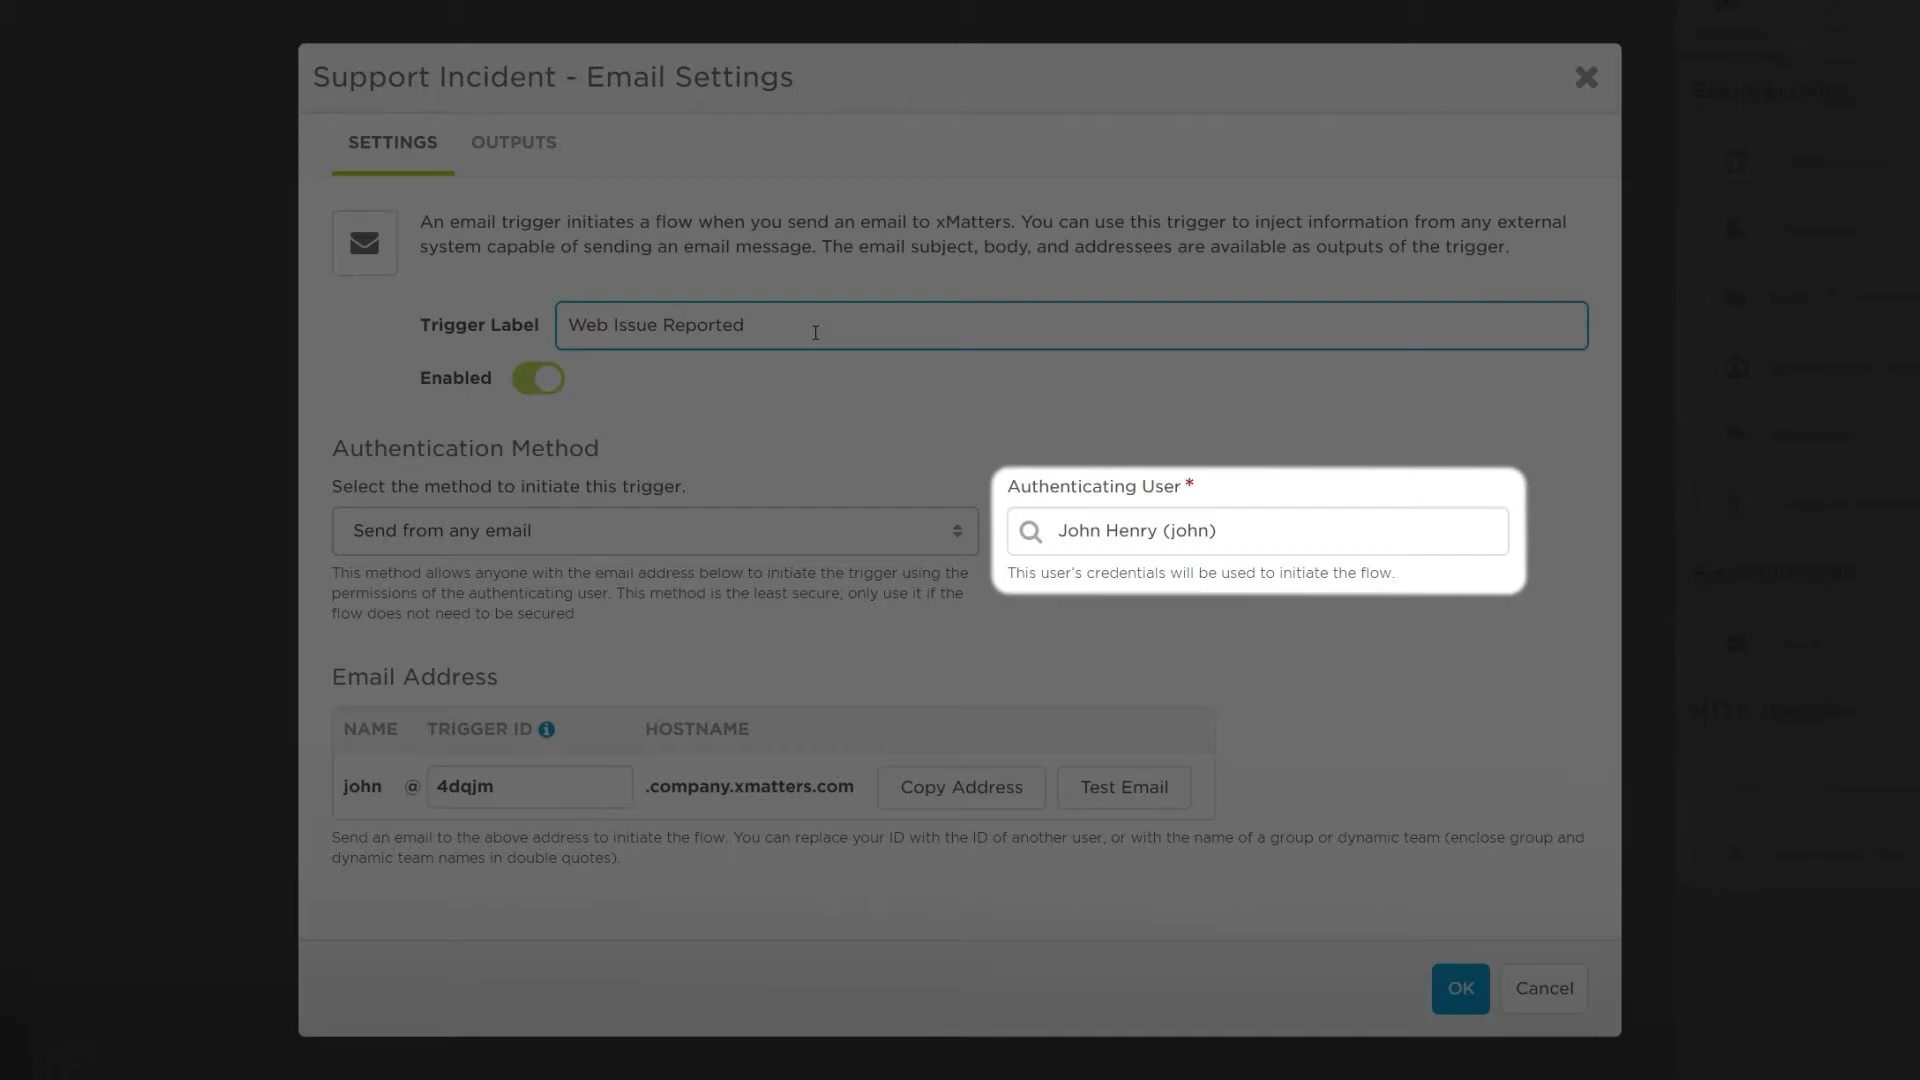 Support Incident - Email Settings
SETTINGS
OUTPUTS
An email trigger initiates a flow when you send an email to xMatters. You can use this trigger to inject information from any external
system capable of sending an email message. The email subject, body, and addressees are available as outputs of the trigger.
Trigger Label
Web Issue Reported
Enabled
Authentication Method
Select the method to initiate this trigger.
Send from any email
This method allows anyone with the email address below to initiate the trigger using the
permissions of the authenticating user. This method is the least secure; only use it if the
flow does not need to be secured
Authenticating User *
John Henry (john)
This user's credentials will be used to initiate the flow.
Email Address
NAME TRIGGER ID HOSTNAME
john @ 4dqjm .company.xmatters.com Copy Address Test Email
Send an email to the above address to initiate the flow. You can replace your ID with the ID of another user, or with the name of a group or dynamic team (enclose group and
dynamic team names in double quotes).
OK
Cancel